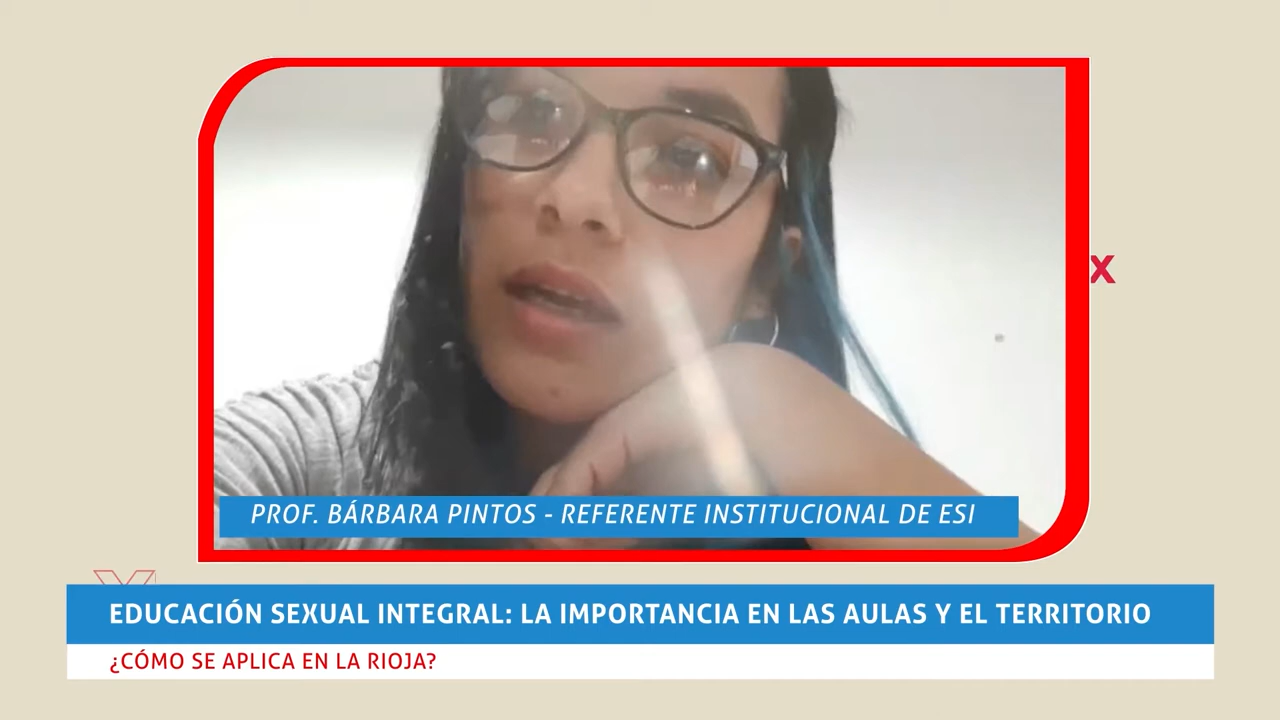 X
PROF. BÁRBARA PINTOS - REFERENTE INSTITUCIONAL DE ESI
EDUCACIÓN SEXUAL INTEGRAL: LA IMPORTANCIA EN LAS AULAS Y EL TERRITORIO
¿CÓMO SE APLICA EN LA RIOJA?